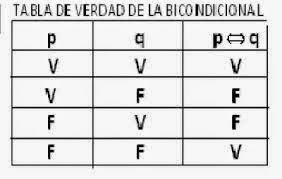 TABLA DE VERDAD DE LA BICONDICIONAL
p q p⇔q
V V V
V F F
F V F
F F V